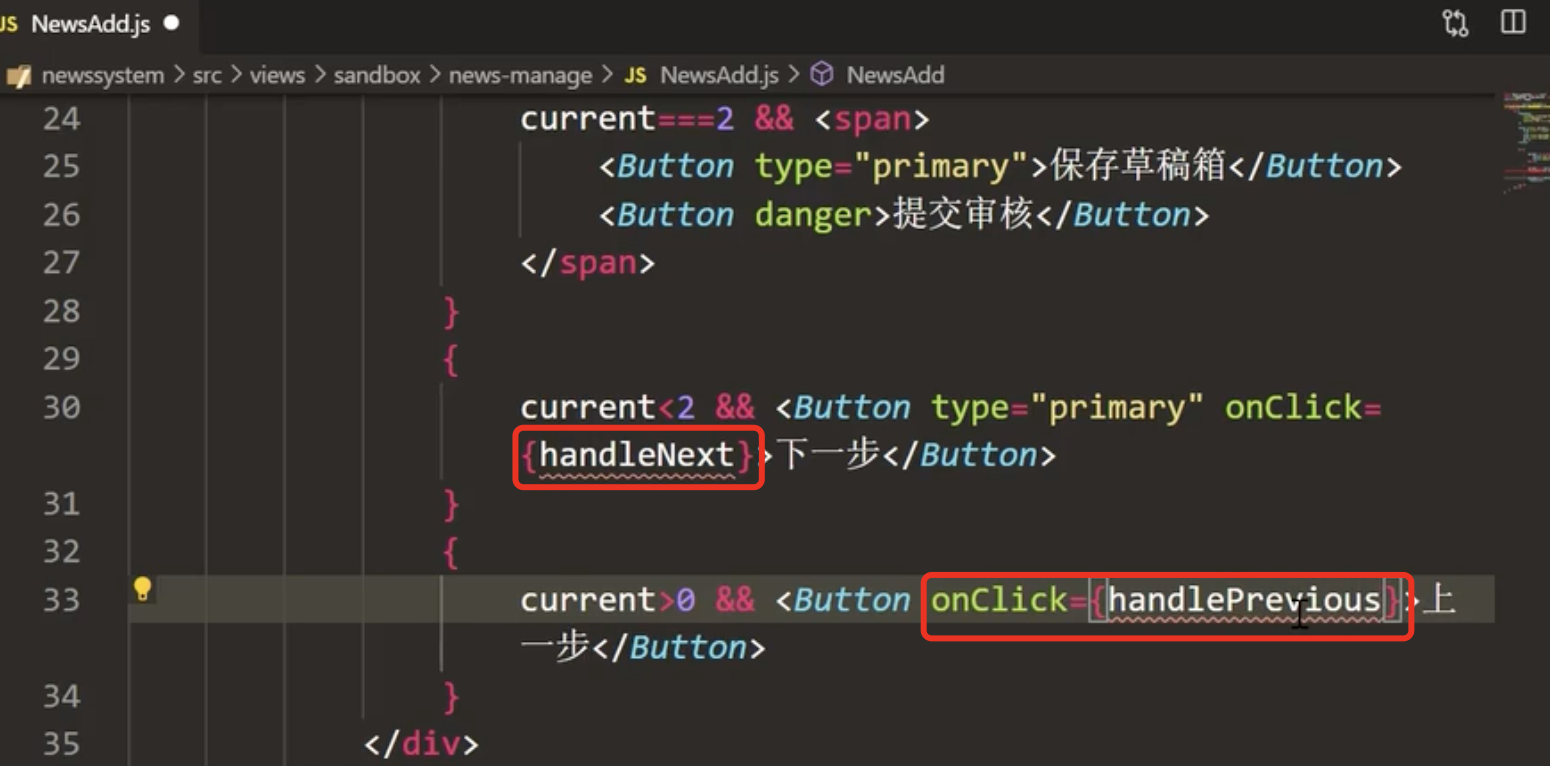 JS NewsAdd.js
newssystem > src > views > sandbox > news-manage > JS NewsAdd.js > NewsAdd
24 current===2 && <span>
25 <Button type="primary">保存草稿箱</Button>
26 <Button danger>提交审核</Button>
27 </span>
28 }
29 {
30 current<2 && <Button type="primary" onClick=
{handleNext}>下一步</Button>
31 }
32 {
33 current>0 && <Button onClick={handlePrevious}>上
一步</Button>
34 }
35 </div>